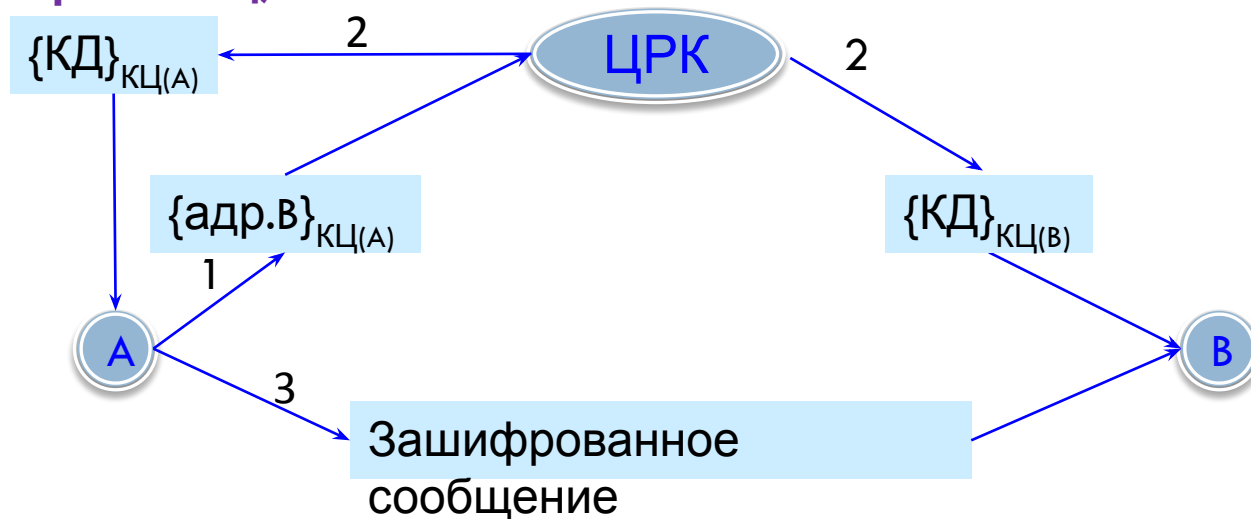 2
ЦРК
2
{КД}КЦ(А)
{адр.В}КЦ(А)
{КД}КЦ(В)
1
А
В
3
Зашифрованное
сообщение